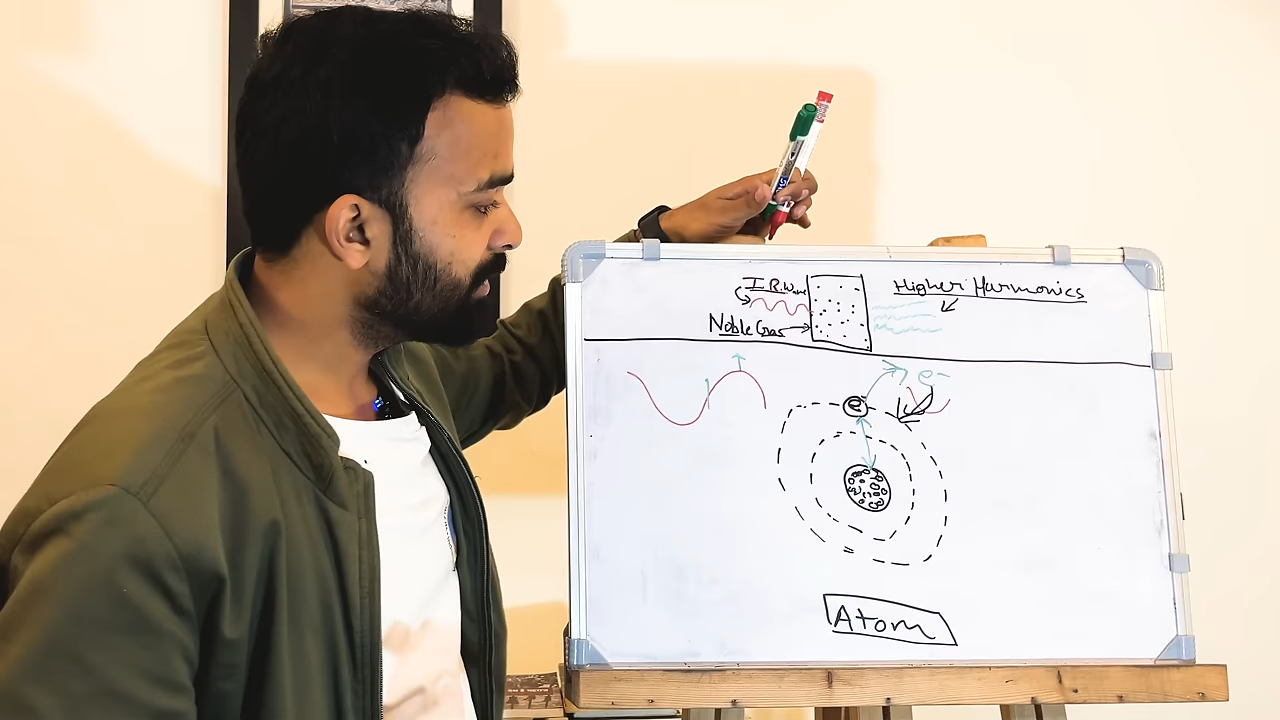 I.R. Wave
Higher Harmonics
Noble Gas
e-
e-
Atom